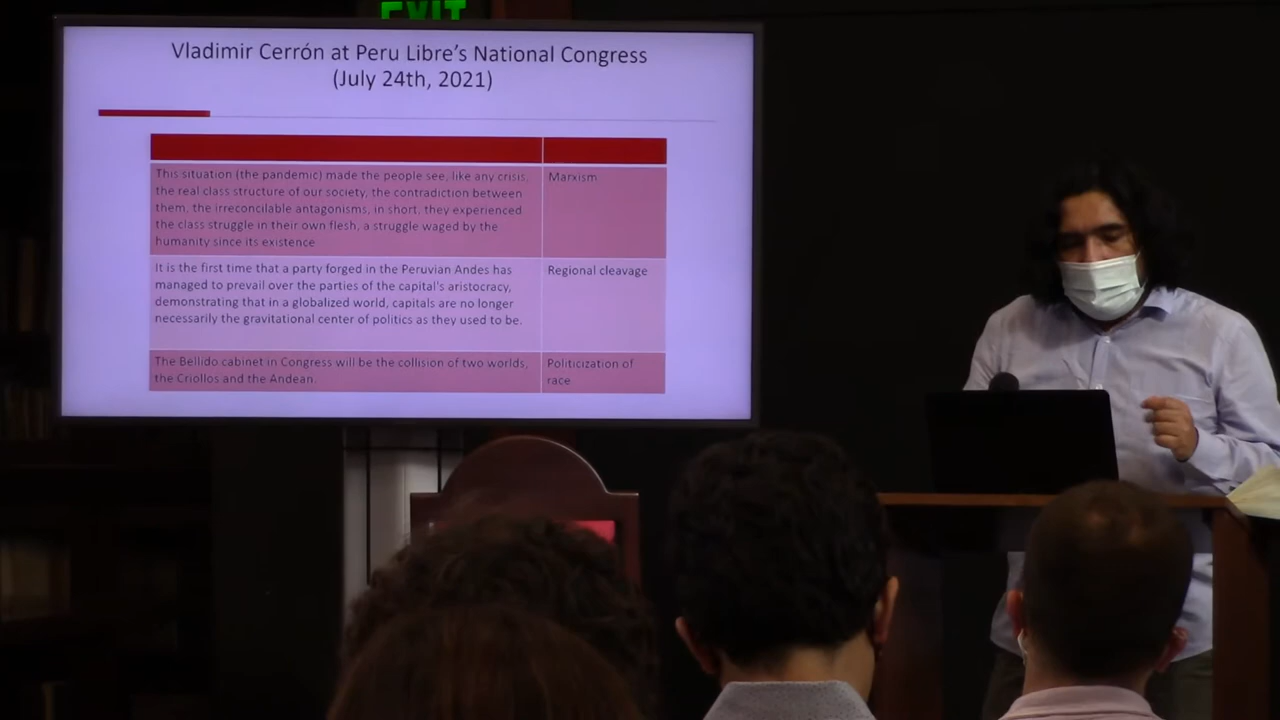 EXIT
Vladimir Cerrón at Peru Libre's National Congress
(July 24th, 2021)
This situation (the pandemic) made the people see, like any crisis,
the real class structure of our society, the contradiction between
them, the irreconcilable antagonisms, in short, they experienced
the class struggle in their own flesh, a struggle waged by the
humanity since its existence
Marxism
It is the first time that a party forged in the Peruvian Andes has
managed to prevail over the parties of the capital's aristocracy,
demonstrating that in a globalized world, capitals are no longer
necessarily the gravitational center of politics as they used to be.
Regional cleavage
The Bellido cabinet in Congress will be the collision of two worlds,
the Criollos and the Andean.
Politicization of
race